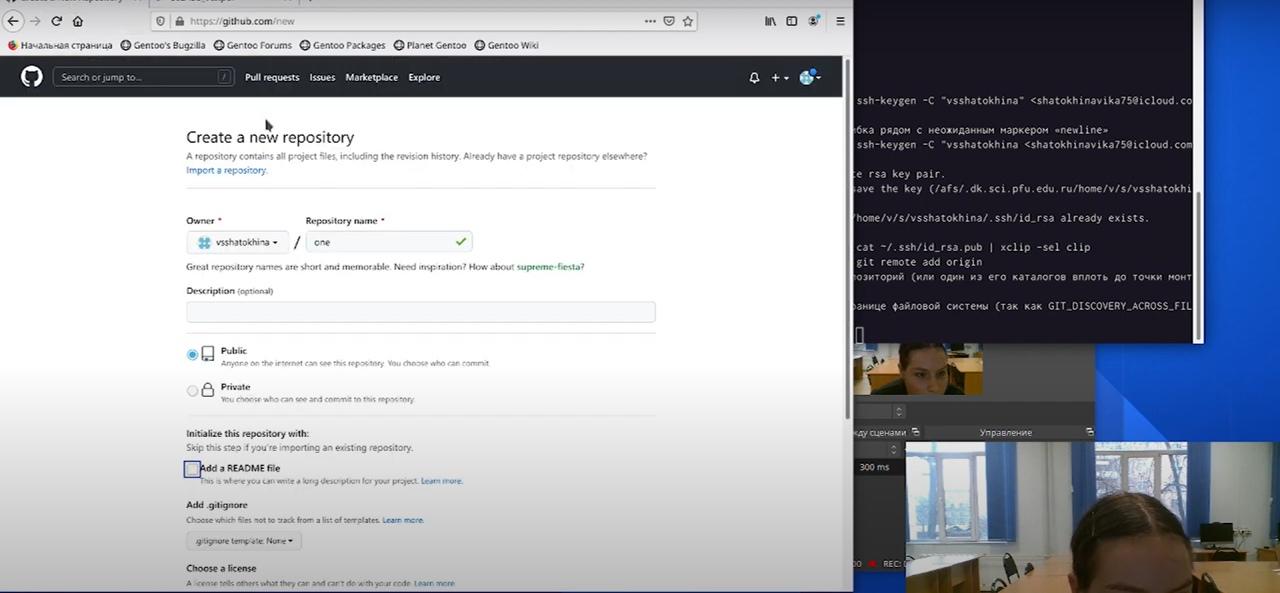 https://github.com/new
Начальная страница Gentoo's Bugzilla Gentoo Forums Gentoo Packages Planet Gentoo Gentoo Wiki
Search or jump to... / Pull requests Issues Marketplace Explore
Create a new repository
A repository contains all project files, including the revision history. Already have a project repository elsewhere?
Import a repository.
Owner * Repository name *
vsshatokhina / one
Great repository names are short and memorable. Need inspiration? How about supreme-fiesta?
Description (optional)
Public
Anyone on the internet can see this repository. You choose who can commit.
Private
You choose who can see and commit to this repository.
Initialize this repository with:
Skip this step if you're importing an existing repository.
Add a README file
This is where you can write a long description for your project. Learn more.
Add .gitignore
Choose which files not to track from a list of templates. Learn more.
.gitignore template: None
Choose a license
A license tells others what they can and can't do with your code. Learn more.
ssh-keygen -C "vsshatokhina" <shatokhinavika75@icloud.co
бка рядом с неожиданным маркером «newline»
ssh-keygen -C "vsshatokhina <shatokhinavika75@icloud.com
te rsa key pair.
save the key (/afs/.dk.sci.pfu.edu.ru/home/v/s/vsshatokhi
/home/v/s/vsshatokhina/.ssh/id_rsa already exists.
cat ~/.ssh/id_rsa.pub | xclip -sel clip
git remote add origin
позиторий (или один из его каталогов вплоть до точки монт
ранице файловой системы (так как GIT_DISCOVERY_ACROSS_FIL
жду сценами Управление
300 ms
REC: